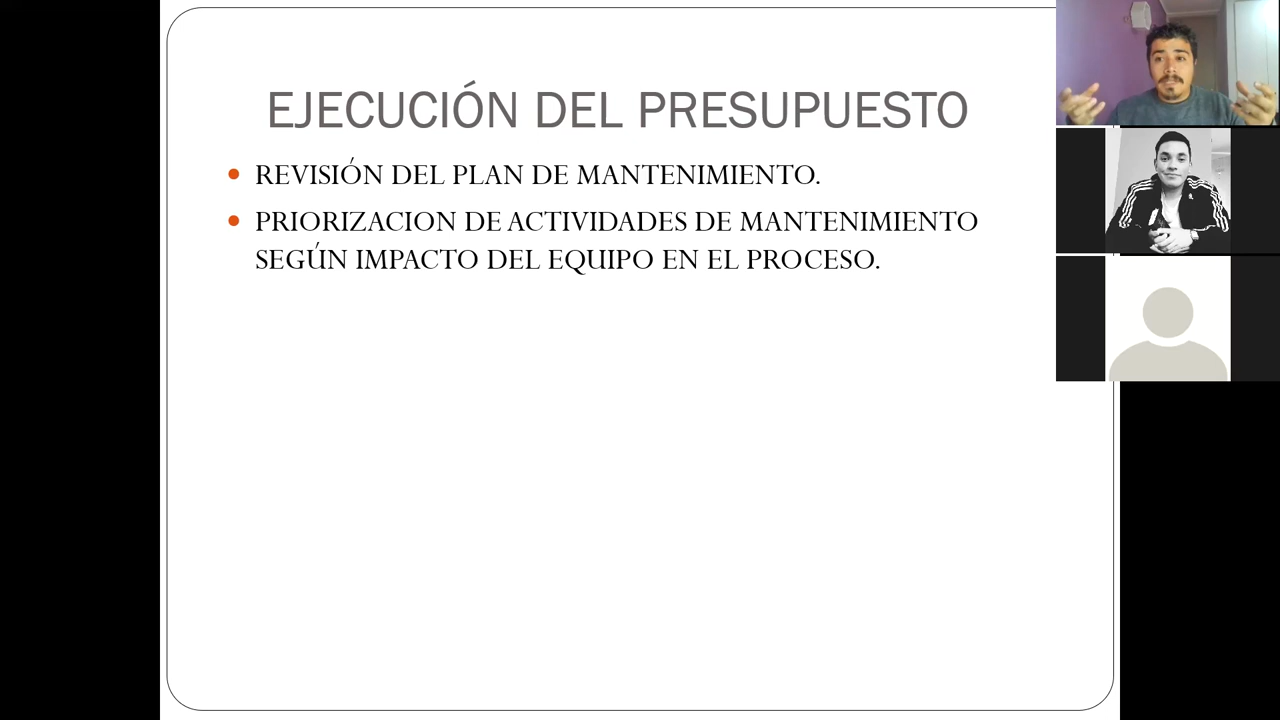 EJECUCIÓN DEL PRESUPUESTO
REVISIÓN DEL PLAN DE MANTENIMIENTO.
PRIORIZACION DE ACTIVIDADES DE MANTENIMIENTO
SEGÚN IMPACTO DEL EQUIPO EN EL PROCESO.